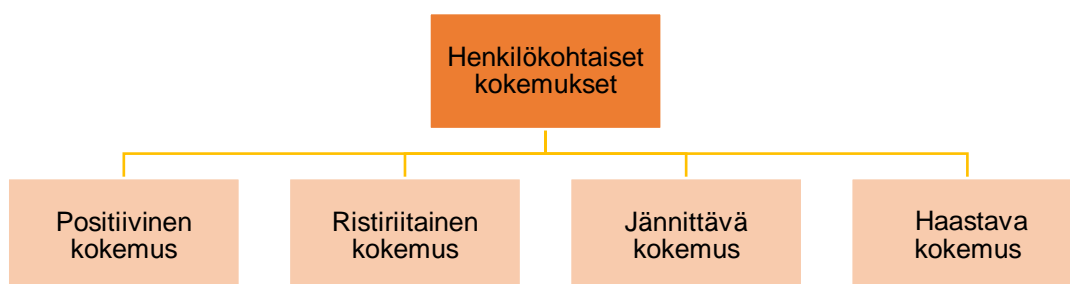 Henkilökohtaiset
kokemukset
Positiivinen
kokemus
Ristiriitainen
kokemus
Jännittävä
kokemus
Haastava
kokemus